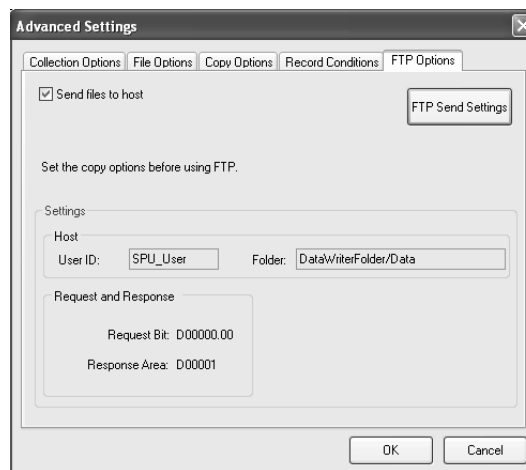 Advanced Settings
Collection Options File Options Copy Options Record Conditions FTP Options
Send files to host
FTP Send Settings
Set the copy options before using FTP.
Settings
Host
User ID: SPU_User Folder: DataWriterFolder/Data
Request and Response
Request Bit: D00000.00
Response Area: D00001
OK Cancel